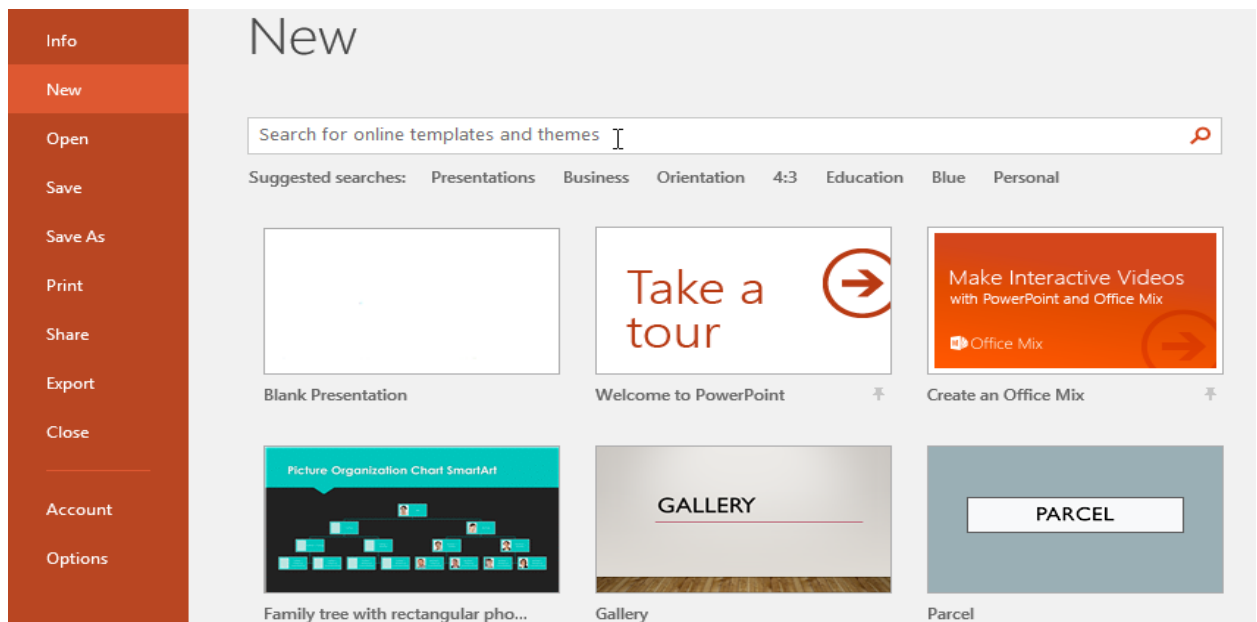 Info
New
Open
Save
Save As
Print
Share
Export
Close
Account
Options
New
Search for online templates and themes
Suggested searches: Presentations Business Orientation 4:3 Education Blue Personal
Take a
tour
Make Interactive Videos
with PowerPoint and Office Mix
Office Mix
Blank Presentation
Welcome to PowerPoint
Create an Office Mix
Picture Organization Chart SmartArt
GALLERY
PARCEL
Family tree with rectangular pho...
Gallery
Parcel